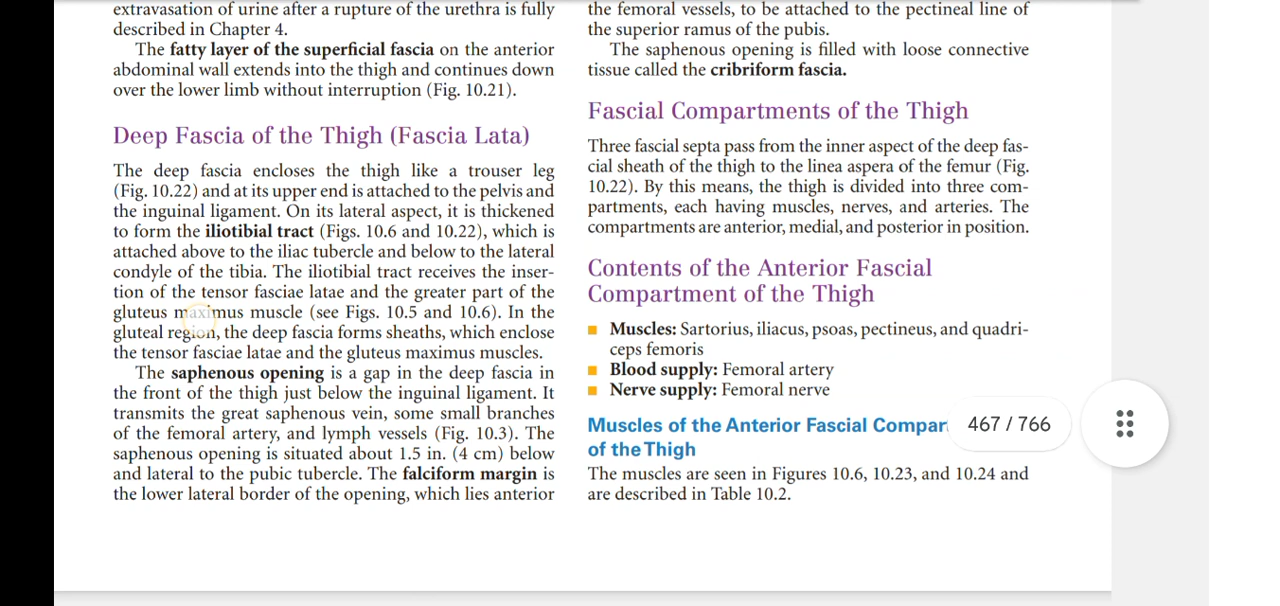 extravasation of urine after a rupture of the urethra is fully
described in Chapter 4.
The fatty layer of the superficial fascia on the anterior
abdominal wall extends into the thigh and continues down
over the lower limb without interruption (Fig. 10.21).
Deep Fascia of the Thigh (Fascia Lata)
The deep fascia encloses the thigh like a trouser leg
(Fig. 10.22) and at its upper end is attached to the pelvis and
the inguinal ligament. On its lateral aspect, it is thickened
to form the iliotibial tract (Figs. 10.6 and 10.22), which is
attached above to the iliac tubercle and below to the lateral
condyle of the tibia. The iliotibial tract receives the inser-
tion of the tensor fasciae latae and the greater part of the
gluteus maximus muscle (see Figs. 10.5 and 10.6). In the
gluteal region, the deep fascia forms sheaths, which enclose
the tensor fasciae latae and the gluteus maximus muscles.
The saphenous opening is a gap in the deep fascia in
the front of the thigh just below the inguinal ligament. It
transmits the great saphenous vein, some small branches
of the femoral artery, and lymph vessels (Fig. 10.3). The
saphenous opening is situated about 1.5 in. (4 cm) below
and lateral to the pubic tubercle. The falciform margin is
the lower lateral border of the opening, which lies anterior
the femoral vessels, to be attached to the pectineal line of
the superior ramus of the pubis.
The saphenous opening is filled with loose connective
tissue called the cribriform fascia.
Fascial Compartments of the Thigh
Three fascial septa pass from the inner aspect of the deep fas-
cial sheath of the thigh to the linea aspera of the femur (Fig.
10.22). By this means, the thigh is divided into three com-
partments, each having muscles, nerves, and arteries. The
compartments are anterior, medial, and posterior in position.
Contents of the Anterior Fascial
Compartment of the Thigh
Muscles: Sartorius, iliacus, psoas, pectineus, and quadri-
ceps femoris
Blood supply: Femoral artery
Nerve supply: Femoral nerve
Muscles of the Anterior Fascial Compar
of the Thigh
467 / 766
The muscles are seen in Figures 10.6, 10.23, and 10.24 and
are described in Table 10.2.